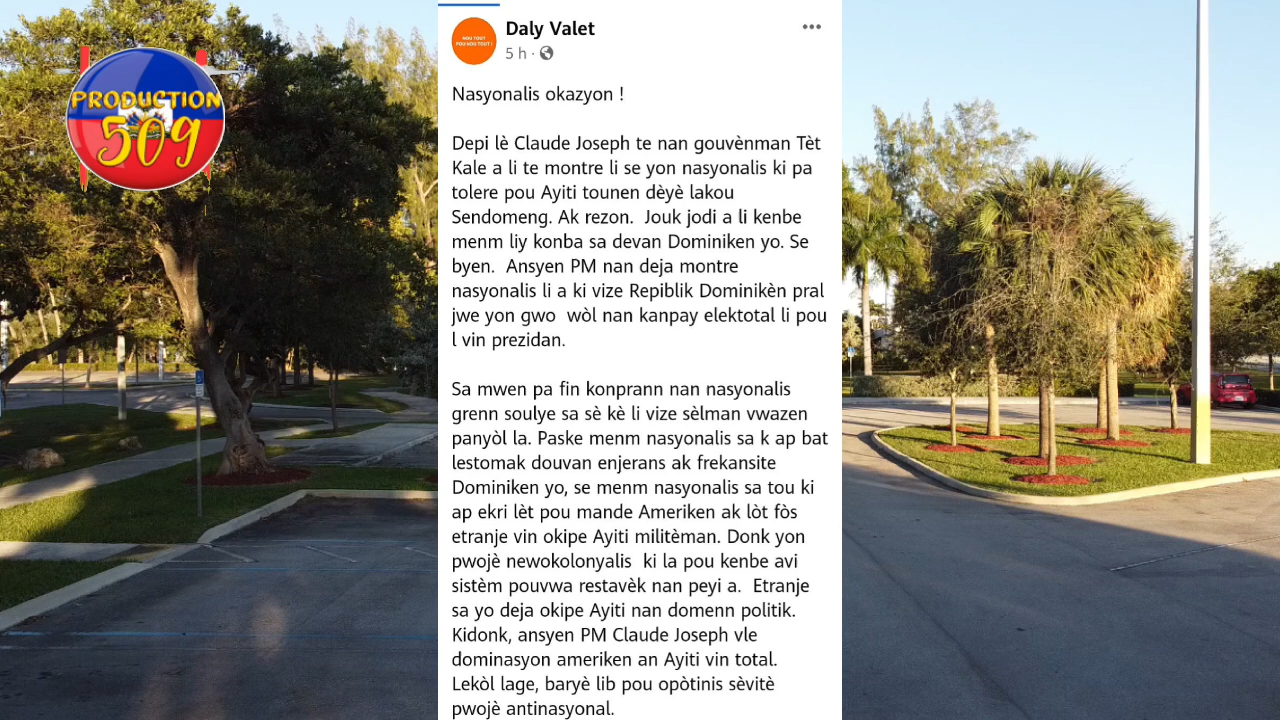 PRODUCTION
509
NOU TOUT
POU NOU TOUT !
Daly Valet
5 h ·
Nasyonalis okazyon !
Depi lè Claude Joseph te nan gouvènman Tèt
Kale a li te montre li se yon nasyonalis ki pa
tolere pou Ayiti tounen dèyè lakou
Sendomeng. Ak rezon.  Jouk jodi a li kenbe
menm liy konba sa devan Dominiken yo. Se
byen.  Ansyen PM nan deja montre
nasyonalis li a ki vize Repiblik Dominikèn pral
jwe yon gwo  wòl nan kanpay elektotal li pou
l vin prezidan.
Sa mwen pa fin konprann nan nasyonalis
grenn soulye sa sè kè li vize sèlman vwazen
panyòl la. Paske menm nasyonalis sa k ap bat
lestomak douvan enjerans ak frekansite
Dominiken yo, se menm nasyonalis sa tou ki
ap ekri lèt pou mande Ameriken ak lòt fòs
etranje vin okipe Ayiti militèman. Donk yon
pwojè newokolonyalis  ki la pou kenbe avi
sistèm pouvwa restavèk nan peyi a.  Etranje
sa yo deja okipe Ayiti nan domenn politik.
Kidonk, ansyen PM Claude Joseph vle
dominasyon ameriken an Ayiti vin total.
Lekòl lage, baryè lib pou opòtinis sèvitè
pwojè antinasyonal.